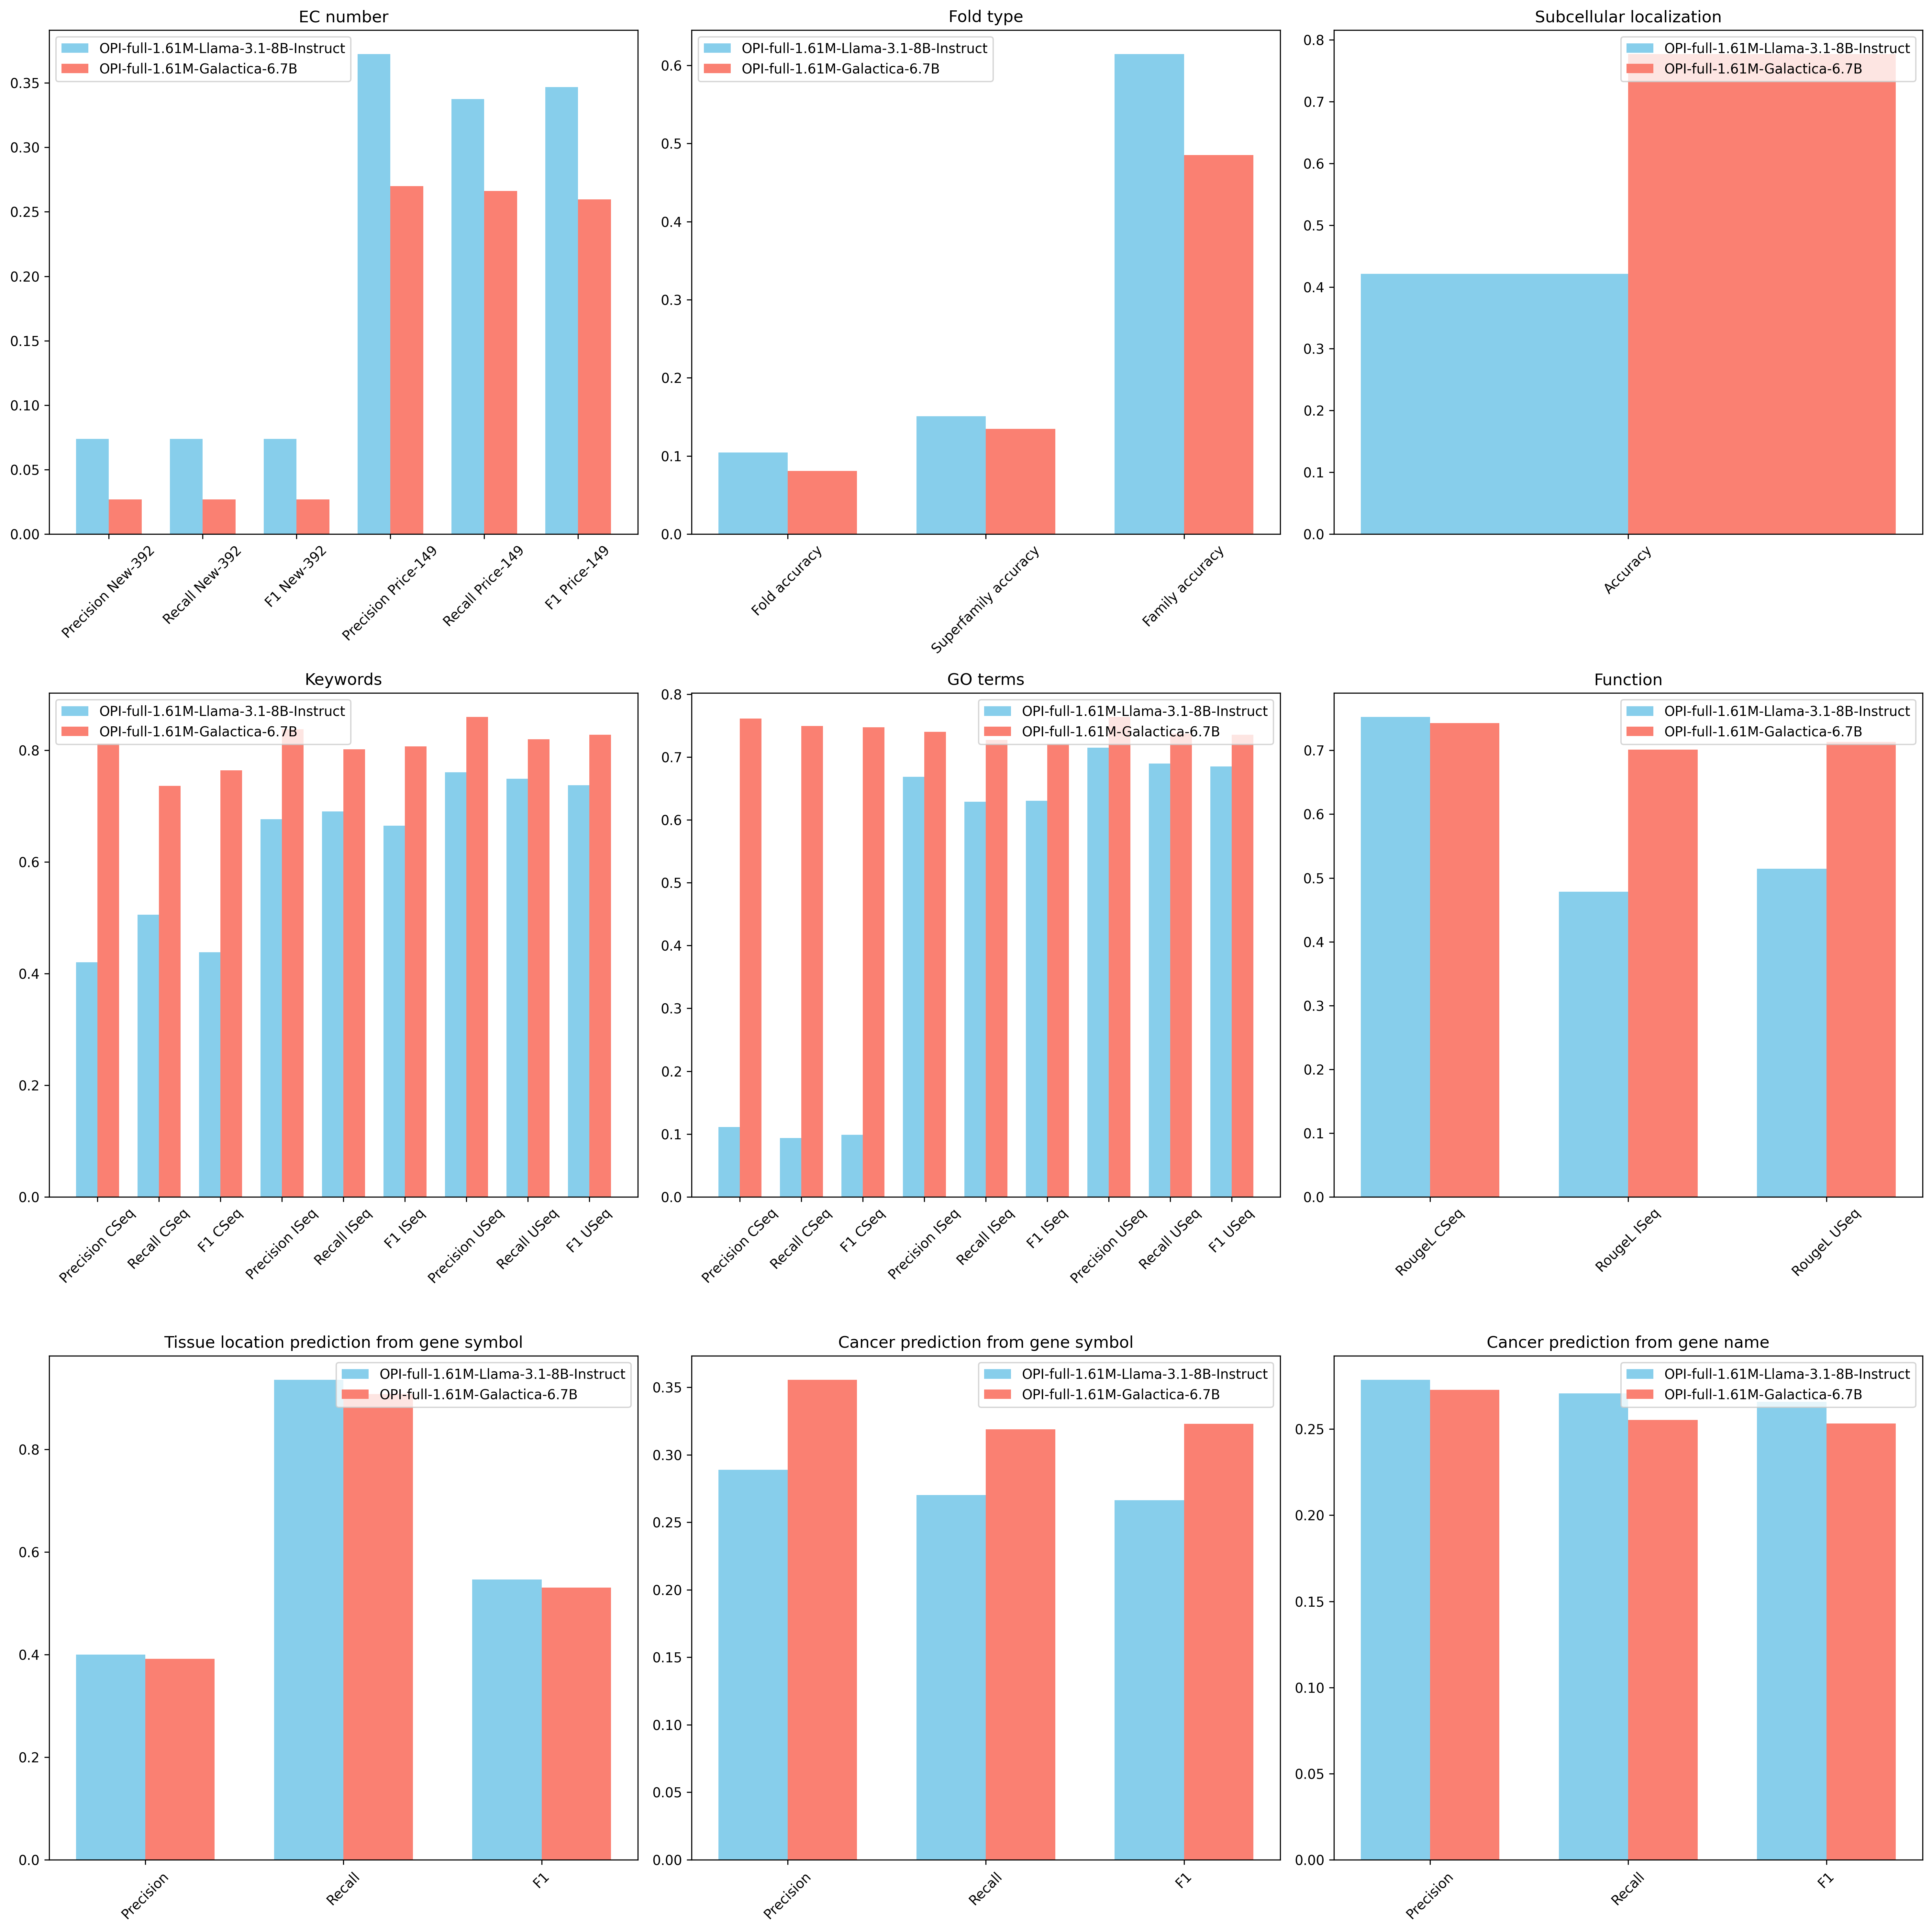 EC number
OPI-full-1.61M-Llama-3.1-8B-Instruct
OPI-full-1.61M-Galactica-6.7B
0.35
0.30
0.25
0.20
0.15
0.10
0.05
0.00
Precision New-392
Recall New-392
F1 New-392
Precision Price-149
Recall Price-149
F1 Price-149
Fold type
OPI-full-1.61M-Llama-3.1-8B-Instruct
OPI-full-1.61M-Galactica-6.7B
0.6
0.5
0.4
0.3
0.2
0.1
0.0
Fold accuracy
Superfamily accuracy
Family accuracy
Subcellular localization
OPI-full-1.61M-Llama-3.1-8B-Instruct
OPI-full-1.61M-Galactica-6.7B
0.8
0.7
0.6
0.5
0.4
0.3
0.2
0.1
0.0
Accuracy
Keywords
OPI-full-1.61M-Llama-3.1-8B-Instruct
OPI-full-1.61M-Galactica-6.7B
0.8
0.6
0.4
0.2
0.0
Precision CSeq
Recall CSeq
F1 CSeq
Precision ISeq
Recall ISeq
F1 ISeq
Precision USeq
Recall USeq
F1 USeq
GO terms
OPI-full-1.61M-Llama-3.1-8B-Instruct
OPI-full-1.61M-Galactica-6.7B
0.8
0.7
0.6
0.5
0.4
0.3
0.2
0.1
0.0
Precision CSeq
Recall CSeq
F1 CSeq
Precision ISeq
Recall ISeq
F1 ISeq
Precision USeq
Recall USeq
F1 USeq
Function
OPI-full-1.61M-Llama-3.1-8B-Instruct
OPI-full-1.61M-Galactica-6.7B
0.7
0.6
0.5
0.4
0.3
0.2
0.1
0.0
RougeL CSeq
RougeL ISeq
RougeL USeq
Tissue location prediction from gene symbol
OPI-full-1.61M-Llama-3.1-8B-Instruct
OPI-full-1.61M-Galactica-6.7B
0.8
0.6
0.4
0.2
0.0
Precision
Recall
F1
Cancer prediction from gene symbol
OPI-full-1.61M-Llama-3.1-8B-Instruct
OPI-full-1.61M-Galactica-6.7B
0.35
0.30
0.25
0.20
0.15
0.10
0.05
0.00
Precision
Recall
F1
Cancer prediction from gene name
OPI-full-1.61M-Llama-3.1-8B-Instruct
OPI-full-1.61M-Galactica-6.7B
0.25
0.20
0.15
0.10
0.05
0.00
Precision
Recall
F1